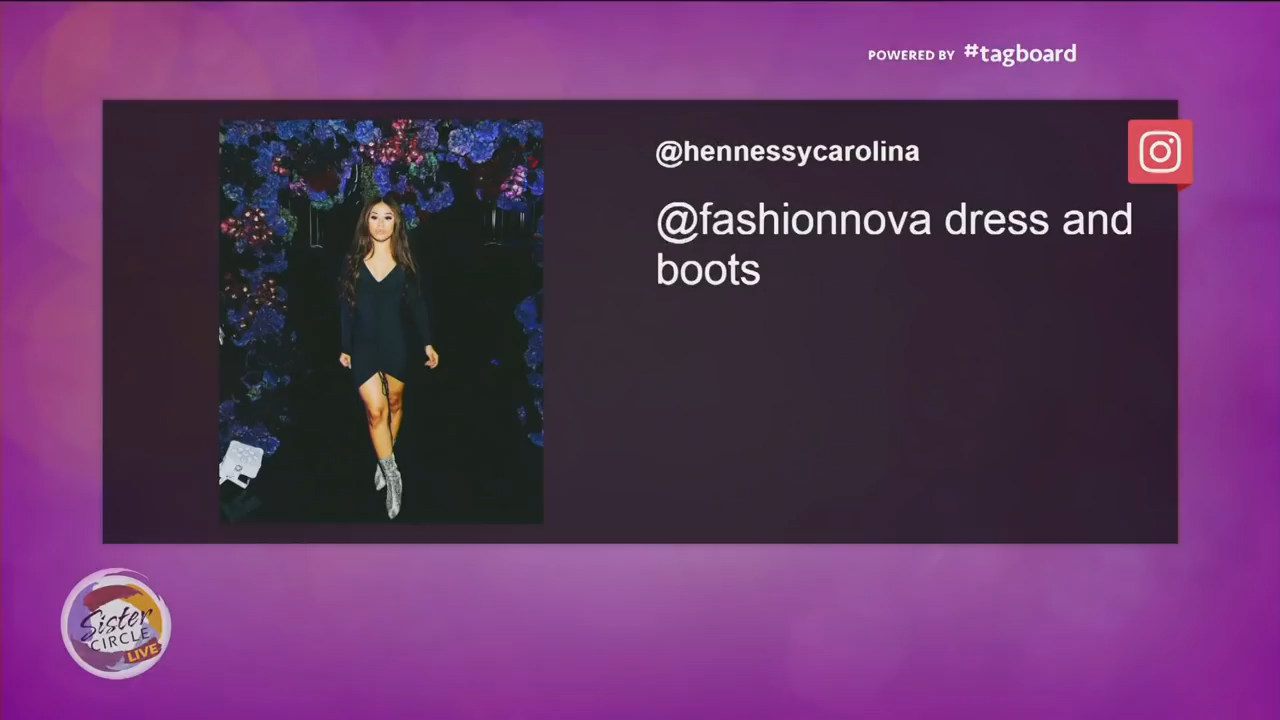 POWERED BY #tagboard
@hennessycarolina
@fashionnova dress and
boots
Sister
CIRCLE
LIVE